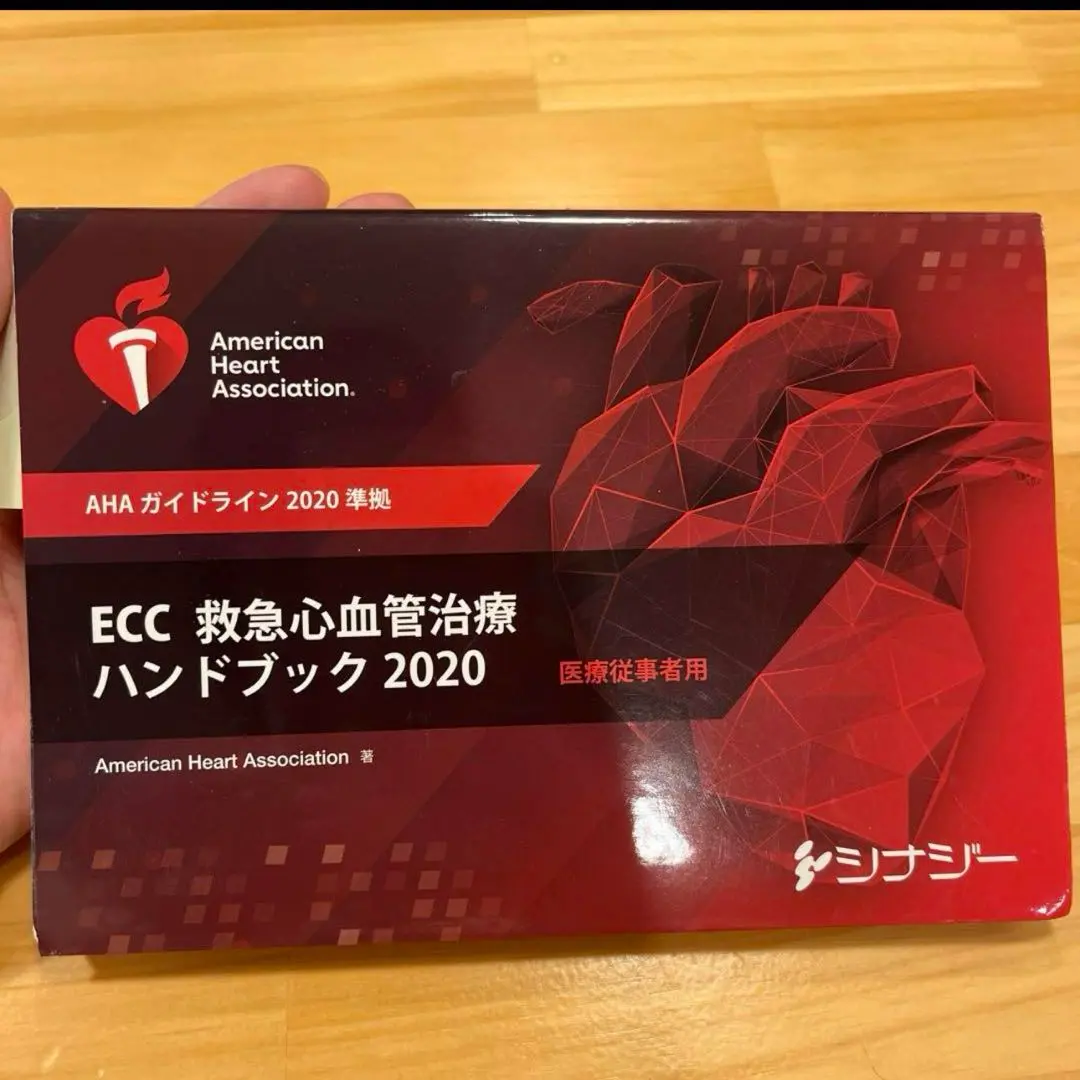 American
Heart
Association®
AHA ガイドライン 2020 準拠
ECC 救急心血管治療
ハンドブック 2020
医療従事者用
American Heart Association 著
シナジー